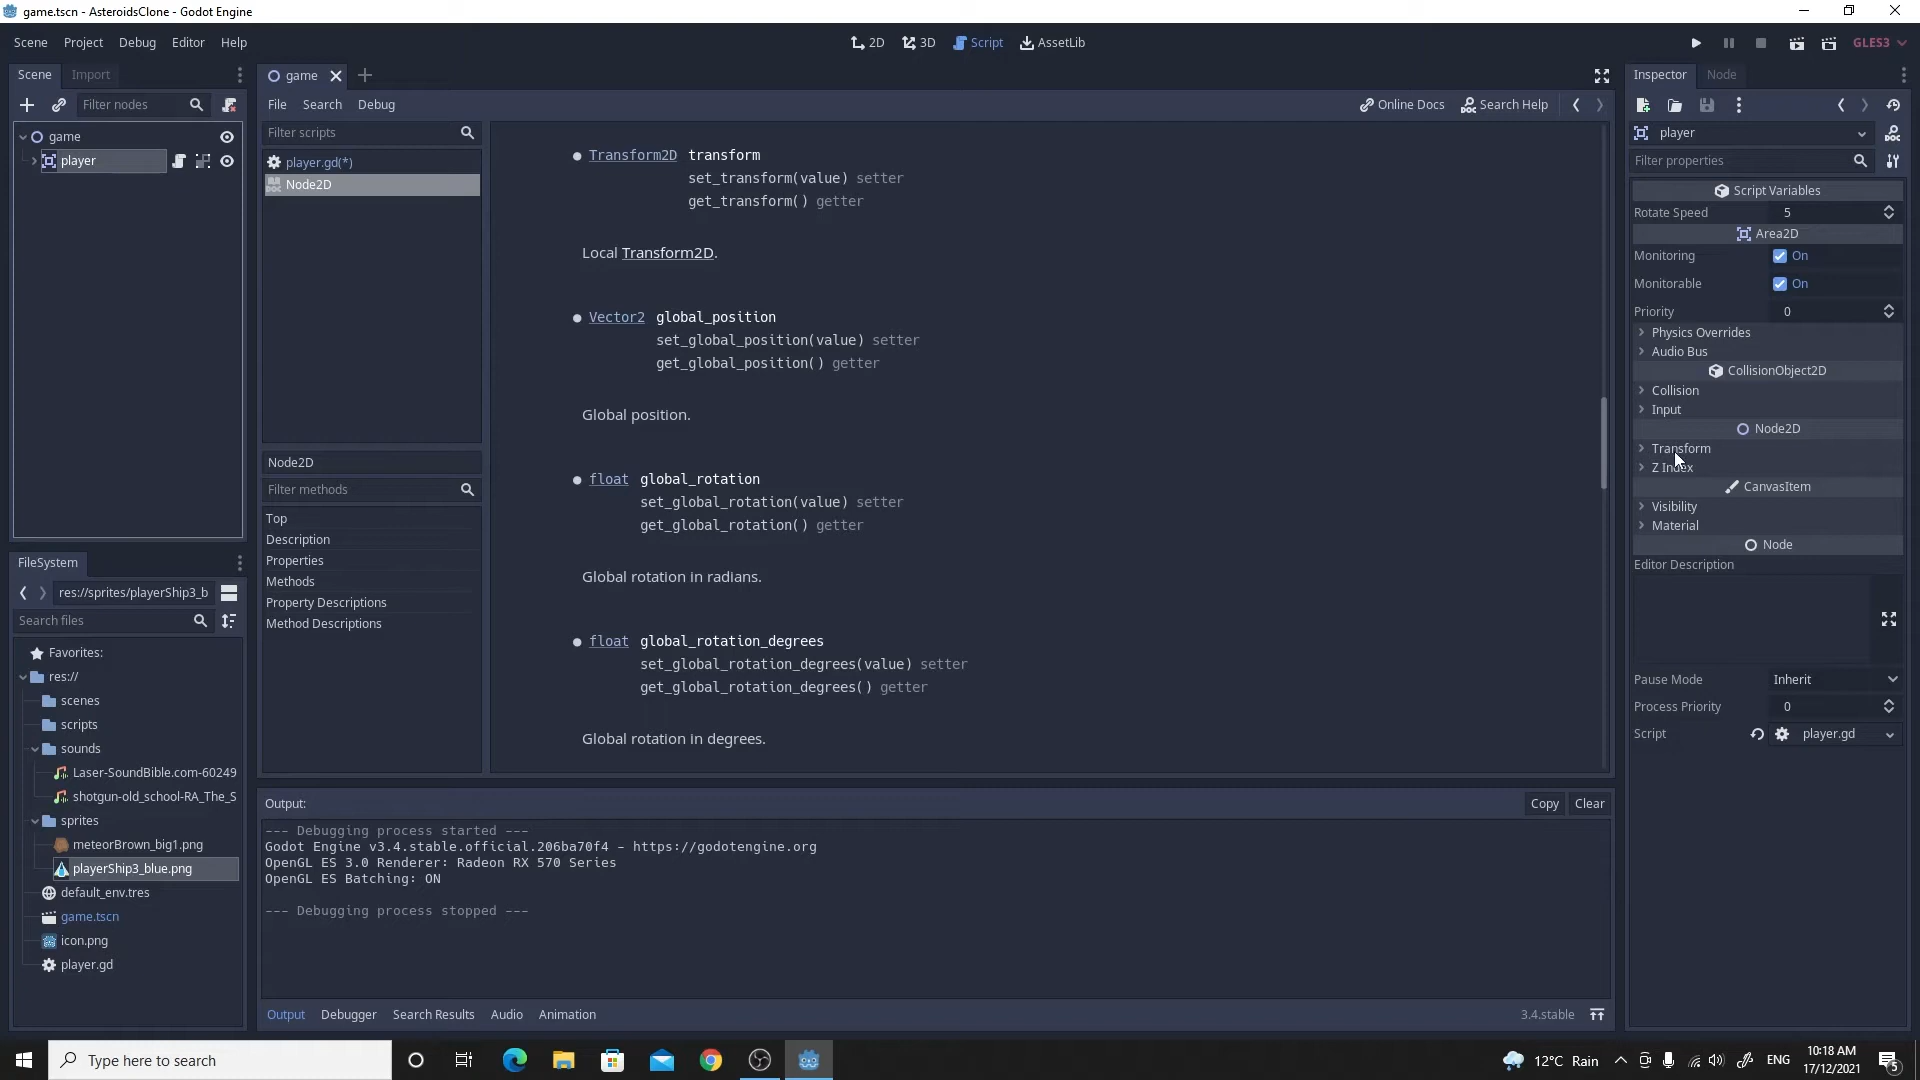 game.tscn - AsteroidsClone - Godot Engine
Scene Project Debug Editor Help
2D 3D Script AssetLib
GLES3
Scene Import
Filter nodes
game
player
game
File Search Debug
Online Docs Search Help
Filter scripts
player.gd(*)
Node2D
Node2D
Filter methods
Top
Description
Properties
Methods
Property Descriptions
Method Descriptions
Transform2D transform
set_transform(value) setter
get_transform() getter
Local Transform2D.
Vector2 global_position
set_global_position(value) setter
get_global_position() getter
Global position.
float global_rotation
set_global_rotation(value) setter
get_global_rotation() getter
Global rotation in radians.
float global_rotation_degrees
set_global_rotation_degrees(value) setter
get_global_rotation_degrees() getter
Global rotation in degrees.
FileSystem
res://sprites/playerShip3_b
Search files
Favorites:
res://
scenes
scripts
sounds
Laser-SoundBible.com-60249
shotgun-old_school-RA_The_S
sprites
meteorBrown_big1.png
playerShip3_blue.png
default_env.tres
game.tscn
icon.png
player.gd
Output:
Copy Clear
--- Debugging process started ---
Godot Engine v3.4.stable.official.206ba70f4 - https://godotengine.org
OpenGL ES 3.0 Renderer: Radeon RX 570 Series
OpenGL ES Batching: ON
--- Debugging process stopped ---
Output Debugger Search Results Audio Animation
3.4.stable
Inspector Node
player
Filter properties
Script Variables
Rotate Speed 5
Area2D
Monitoring On
Monitorable On
Priority 0
Physics Overrides
Audio Bus
CollisionObject2D
Collision
Input
Node2D
Transform
Z Index
CanvasItem
Visibility
Material
Node
Editor Description
Pause Mode Inherit
Process Priority 0
Script player.gd
Type here to search
12°C Rain
ENG
10:18 AM
17/12/2021
5